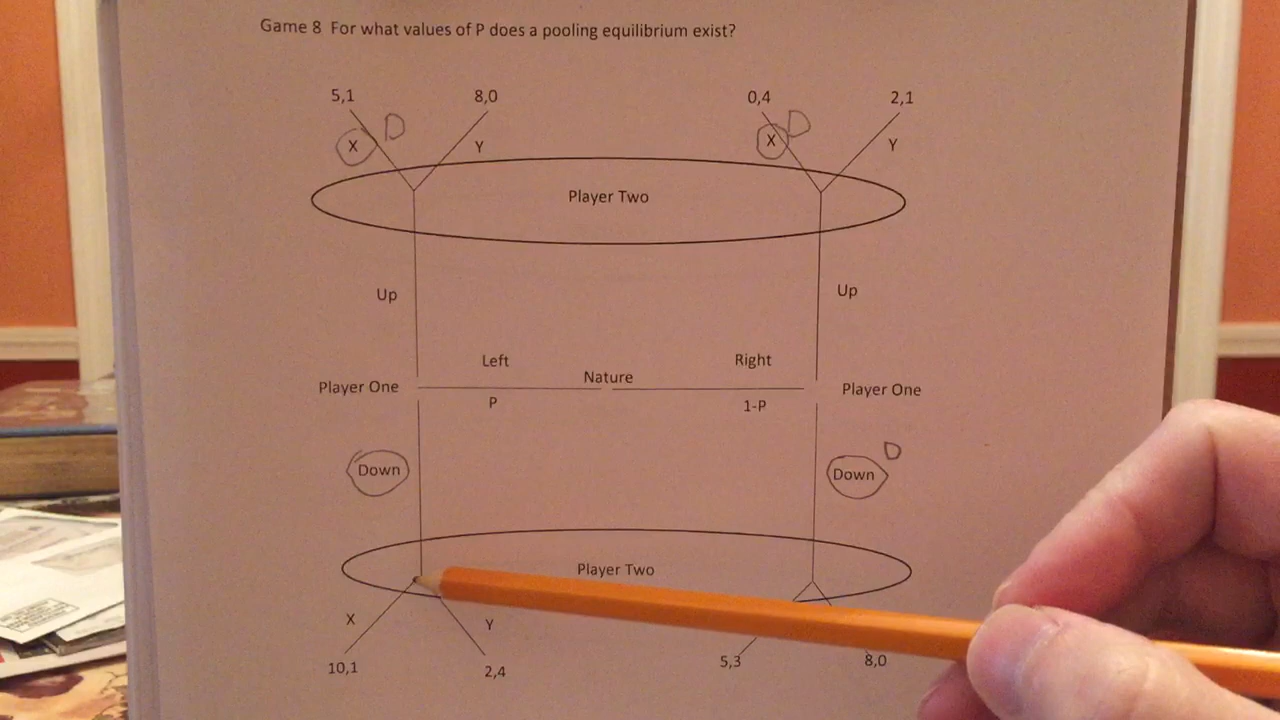 Game 8 For what values of P does a pooling equilibrium exist?
5,1 8,0 0,4 2,1
X D Y X D Y
Player Two
Up Up
Left Right
Player One Nature Player One
P 1-P
Down Down D
Player Two
X Y
10,1 2,4 5,3 8,0